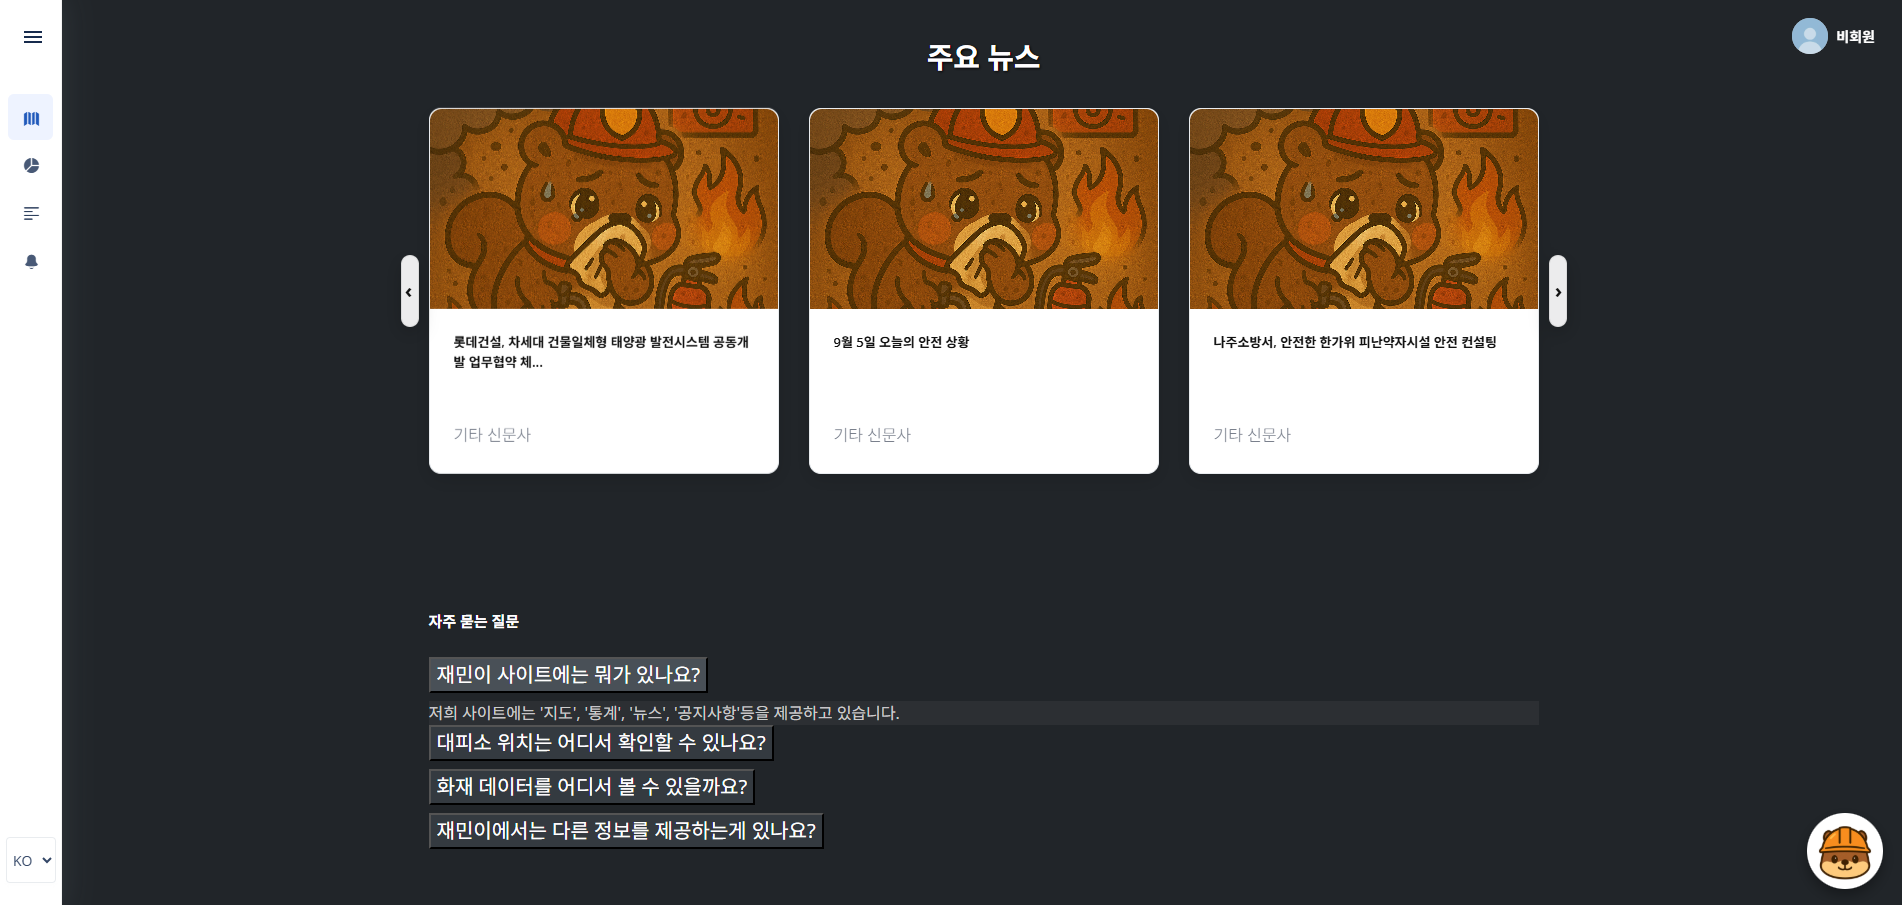 주요 뉴스
비회원
롯데건설, 차세대 건물일체형 태양광 발전시스템 공동개
발 업무협약 체...
기타 신문사
9월 5일 오늘의 안전 상황
기타 신문사
나주소방서, 안전한 한가위 피난약자시설 안전 컨설팅
기타 신문사
자주 묻는 질문
재민이 사이트에는 뭐가 있나요?
저희 사이트에는 '지도', '통계', '뉴스', '공지사항'등을 제공하고 있습니다.
대피소 위치는 어디서 확인할 수 있나요?
화재 데이터를 어디서 볼 수 있을까요?
재민이에서는 다른 정보를 제공하는게 있나요?
KO